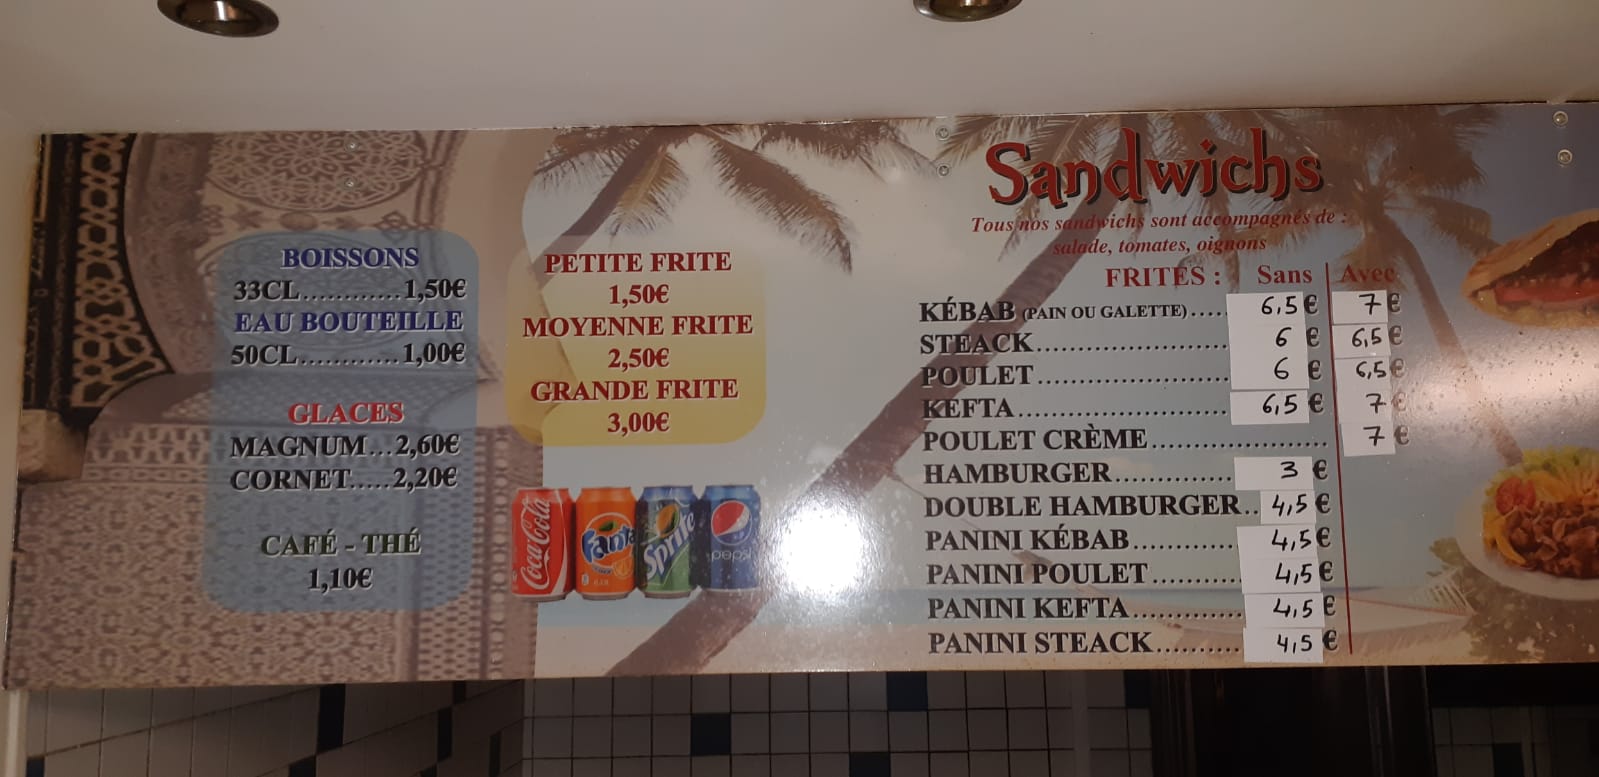 BOISSONS
33CL............1,50€
EAU BOUTEILLE
50CL............1,00€
GLACES
MAGNUM...2,60€
CORNET.....2,20€
CAFÉ - THÉ
1,10€
PETITE FRITE
1,50€
MOYENNE FRITE
2,50€
GRANDE FRITE
3,00€
Coca-Cola
Fanta
Sprite
pepsi
Sandwichs
Tous nos sandwichs sont accompagnés de :
salade, tomates, oignons
FRITES : Sans Avec
KÉBAB (PAIN OU GALETTE)..... 6,5€ 7€
STEACK........................... 6 € 6,5€
POULET........................... 6 € 6,5€
KEFTA............................. 6,5€ 7€
POULET CRÈME........................ 7€
HAMBURGER................. 3 €
DOUBLE HAMBURGER.. 4,5€
PANINI KÉBAB............... 4,5€
PANINI POULET............. 4,5€
PANINI KEFTA................ 4,5€
PANINI STEACK............. 4,5€